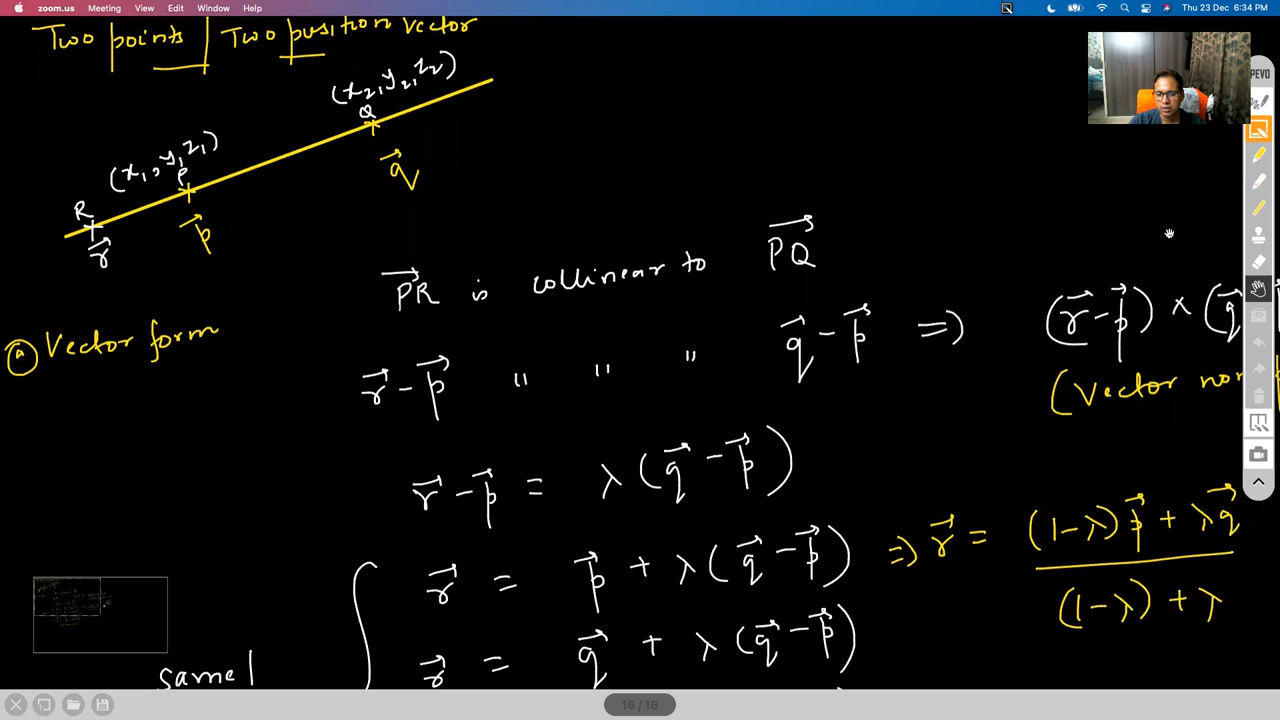 zoom.us Meeting View Edit Window Help Thu 23 Dec 6:34 PM
Two points | Two position vector
(x₂, y₂, z₂)
Q
(x₁, y₁, z₁)
P
q⃗
R
p⃗
r⃗
PR⃗ is collinear to PQ⃗
ⓐ Vector form
r⃗ - p⃗ " " " q⃗ - p⃗ ⇒ (r⃗ - p⃗) × (q⃗
(Vector
r⃗ - p⃗ = λ(q⃗ - p⃗)
r⃗ = p⃗ + λ(q⃗ - p⃗) ⇒ r⃗ = (1-λ)p⃗ + λq⃗ / (1-λ) + λ
r⃗ = q⃗ + λ(q⃗ - p⃗)
same
16 / 16